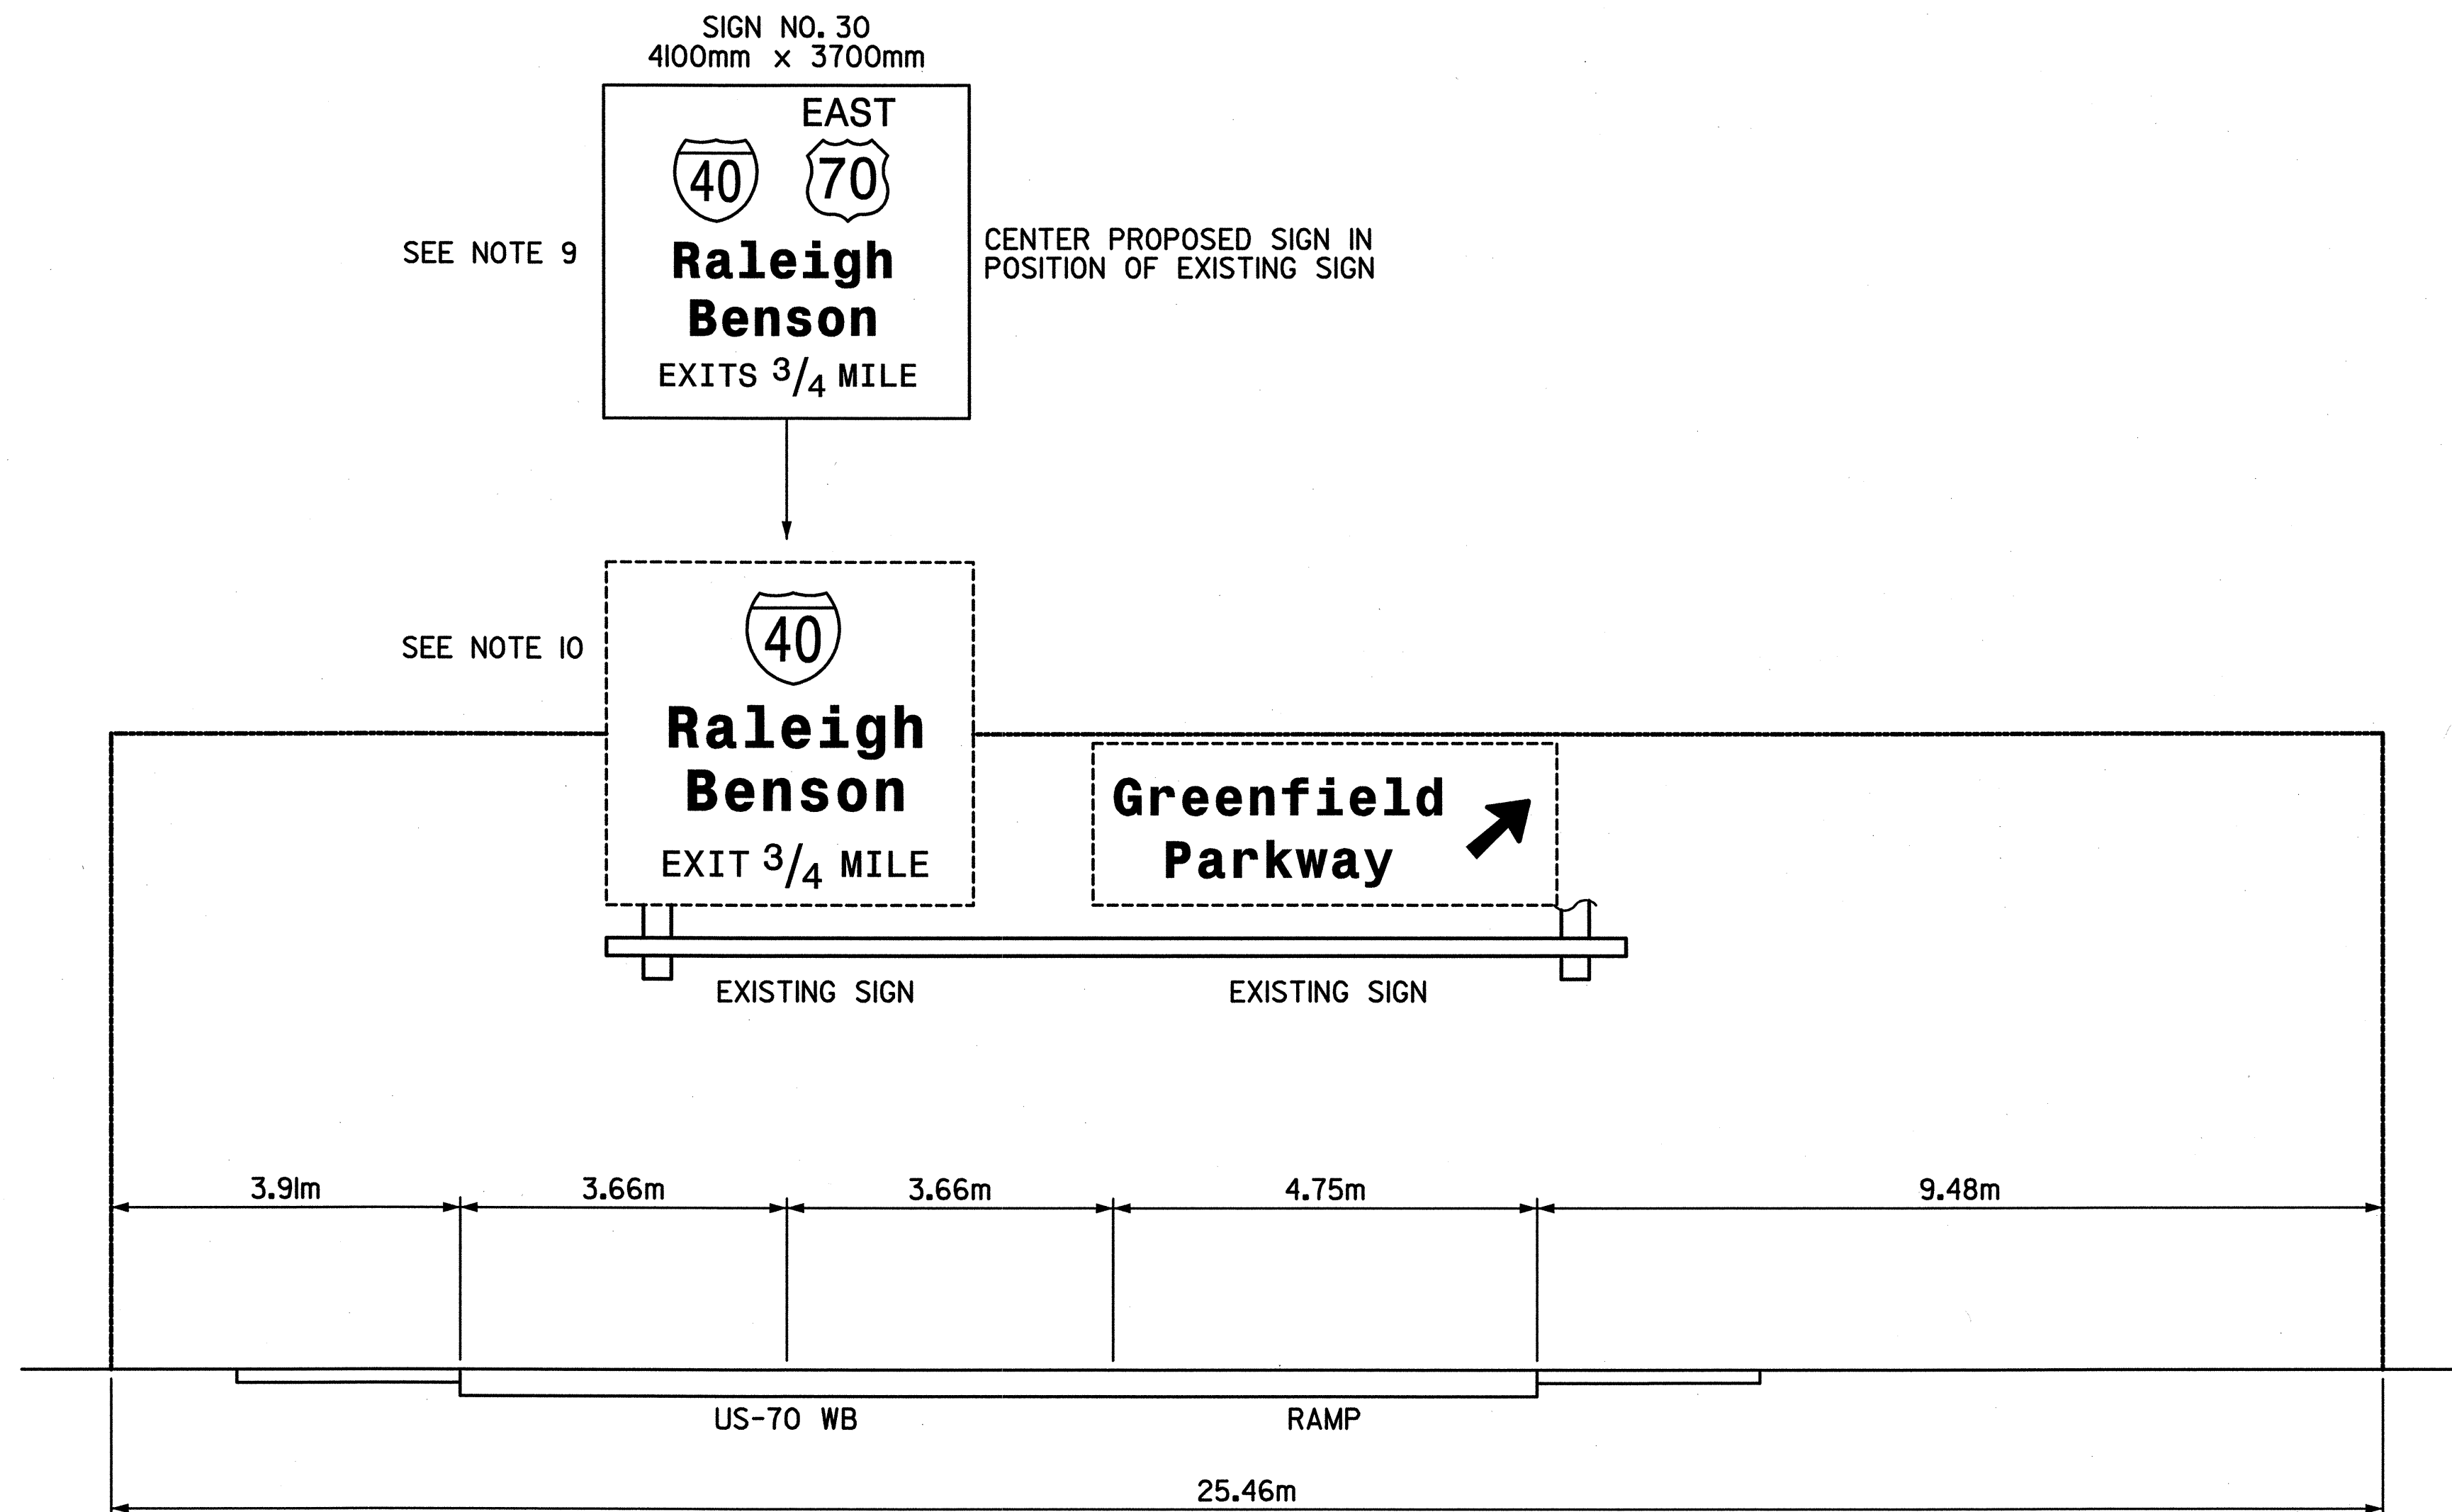 SIGN NO. 30
4100mm x 3700mm
EAST
40 70
Raleigh
Benson
EXITS 3/4 MILE
SEE NOTE 9
CENTER PROPOSED SIGN IN
POSITION OF EXISTING SIGN
SEE NOTE 10
40
Raleigh
Benson
EXIT 3/4 MILE
Greenfield
Parkway
EXISTING SIGN
EXISTING SIGN
3.91m
3.66m
3.66m
4.75m
9.48m
US-70 WB
RAMP
25.46m